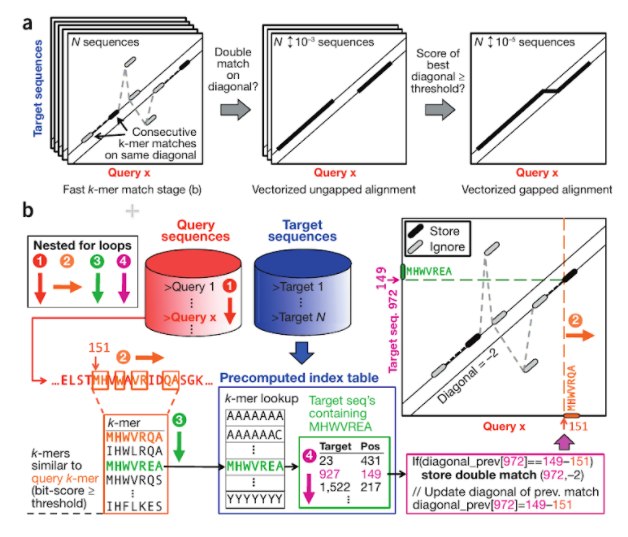 a
Target sequences
N sequences
Consecutive
k-mer matches
on same diagonal
Query x
Fast k-mer match stage (b)
Double
match
on
diagonal?
N ↕10⁻³ sequences
Query x
Vectorized ungapped alignment
Score of
best
diagonal ≥
threshold?
N ↕10⁻³ sequences
Query x
Vectorized gapped alignment
b
Nested for loops
1 2 3 4
Query
sequences
>Query 1
⋮
>Query x
1
Target
sequences
>Target 1
⋮
>Target N
151
2
...ELSTMHVWAVRIDQASGK...
k-mers
similar to
query k-mer
(bit-score ≥
threshold)
k-mer
MHWVRQA
IHWLRQA
MHWVREA
MHWVRQS
⋮
IHFLKES
3
Precomputed index table
k-mer lookup
AAAAAAA
AAAAAAC
⋮
MHWVREA
⋮
YYYYYYY
Target seq's
containing
MHWVREA
4
Target Pos
23 431
927 149
1,522 217
⋮
Store
Ignore
Target seq. 972
149
MHWVREA
Diagonal = −2
2
MHWVRQA
Query x
151
If(diagonal_prev[972]==149−151)
store double match (972,−2)
// Update diagonal of prev. match
diagonal_prev[972]=149−151